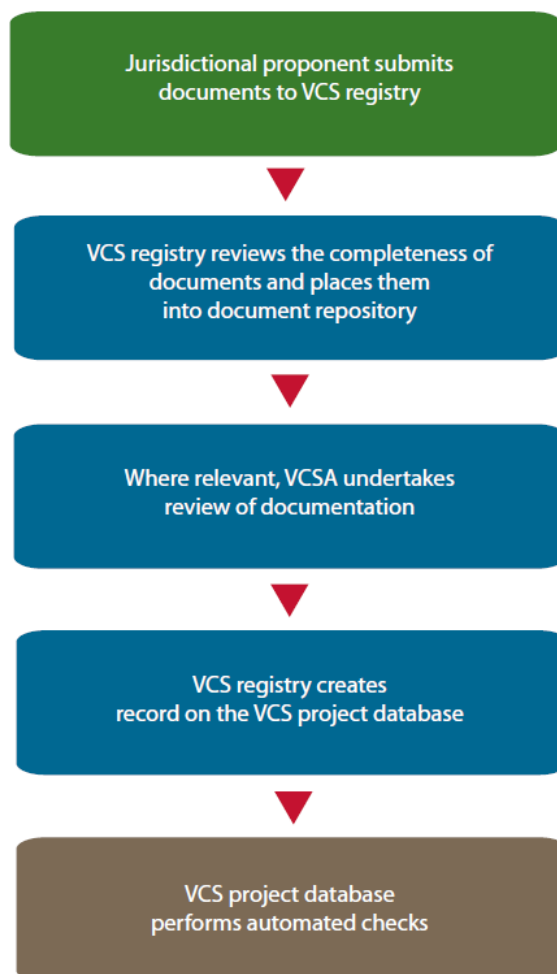 Jurisdictional proponent submits
documents to VCS registry
VCS registry reviews the completeness of
documents and places them
into document repository
Where relevant, VCSA undertakes
review of documentation
VCS registry creates
record on the VCS project database
VCS project database
performs automated checks